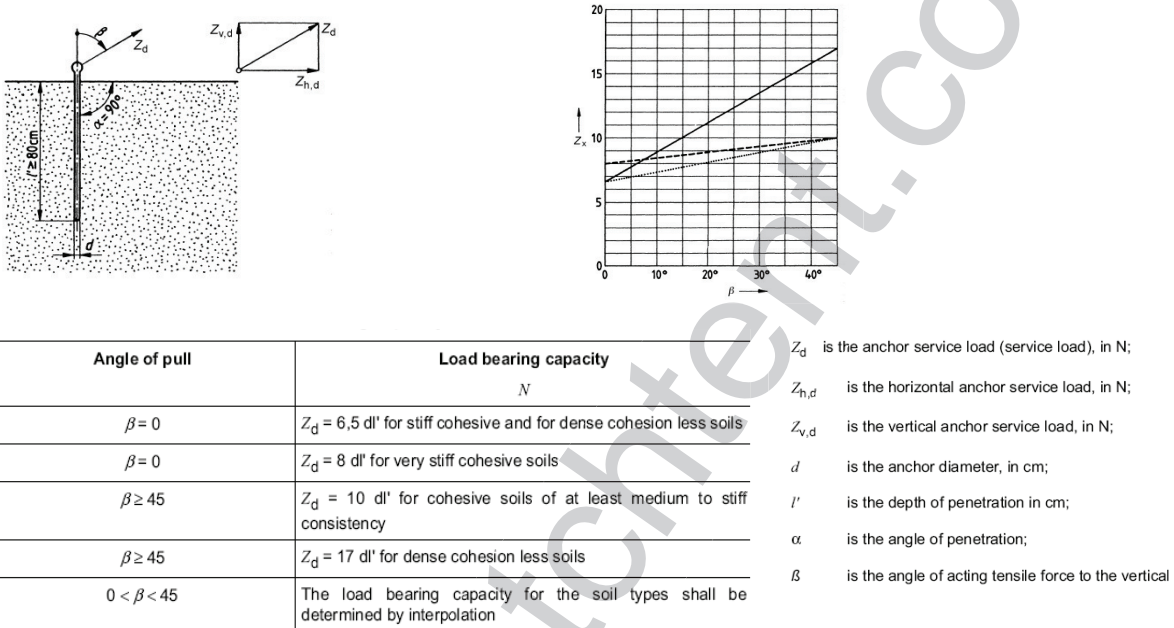 β
Z_d
Z_v,d
Z_d
Z_h,d
α = 90°
l' ≥ 80cm
d
20
15
10
5
0
Z_x
0 10° 20° 30° 40°
β
Angle of pull
Load bearing capacity
N
β = 0
Z_d = 6,5 dl' for stiff cohesive and for dense cohesion less soils
β = 0
Z_d = 8 dl' for very stiff cohesive soils
β ≥ 45
Z_d = 10 dl' for cohesive soils of at least medium to stiff
consistency
β ≥ 45
Z_d = 17 dl' for dense cohesion less soils
0 < β < 45
The load bearing capacity for the soil types shall be
determined by interpolation
Z_d is the anchor service load (service load), in N;
Z_h,d is the horizontal anchor service load, in N;
Z_v,d is the vertical anchor service load, in N;
d is the anchor diameter, in cm;
l' is the depth of penetration in cm;
α is the angle of penetration;
ß is the angle of acting tensile force to the vertical
tchtent.co